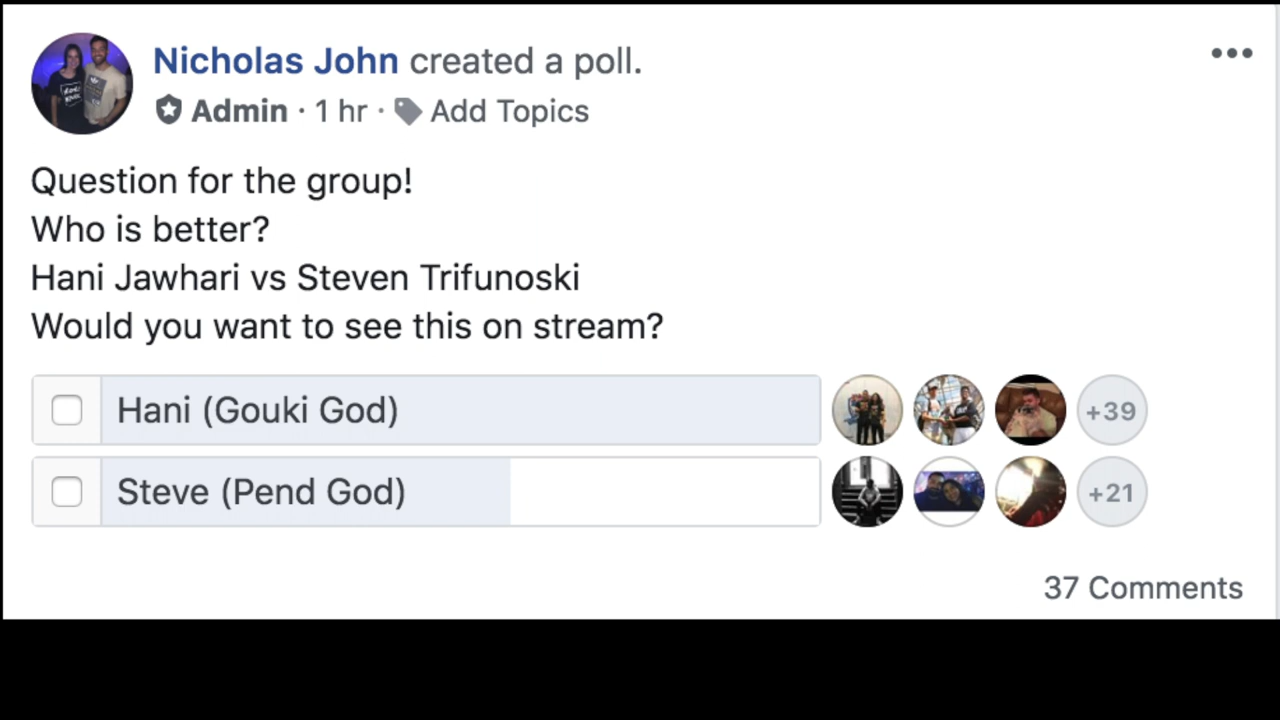 Nicholas John created a poll.
Admin · 1 hr · Add Topics
Question for the group!
Who is better?
Hani Jawhari vs Steven Trifunoski
Would you want to see this on stream?
Hani (Gouki God) +39
Steve (Pend God) +21
37 Comments